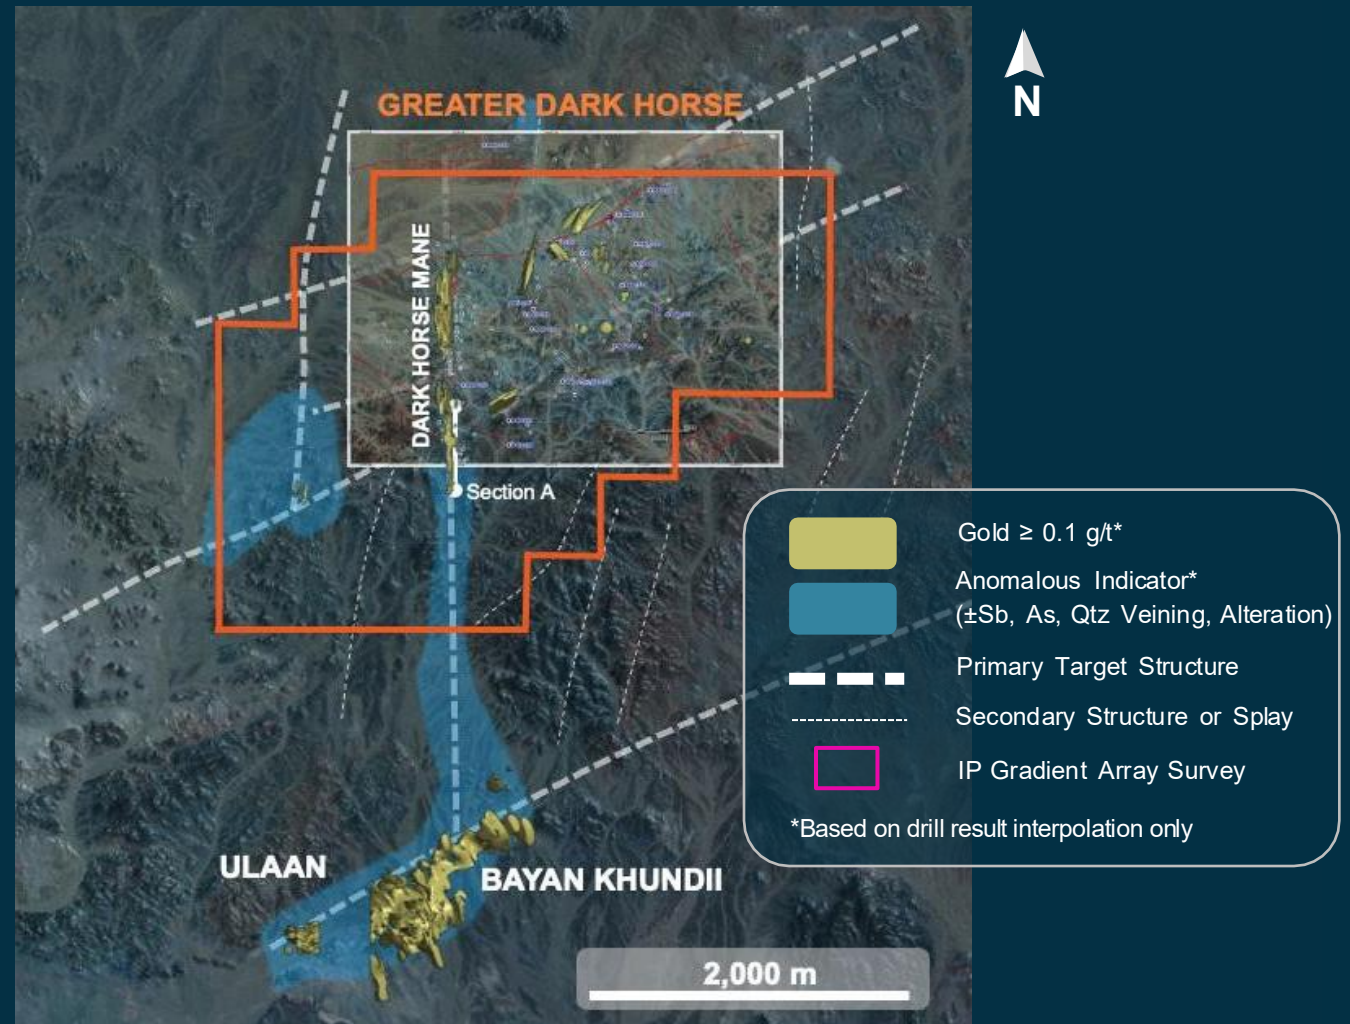 N
GREATER DARK HORSE
DARK HORSE MANE
Section A
Gold ≥ 0.1 g/t*
Anomalous Indicator*
(±Sb, As, Qtz Veining, Alteration)
Primary Target Structure
Secondary Structure or Splay
IP Gradient Array Survey
*Based on drill result interpolation only
ULAAN
BAYAN KHUNDII
2,000 m